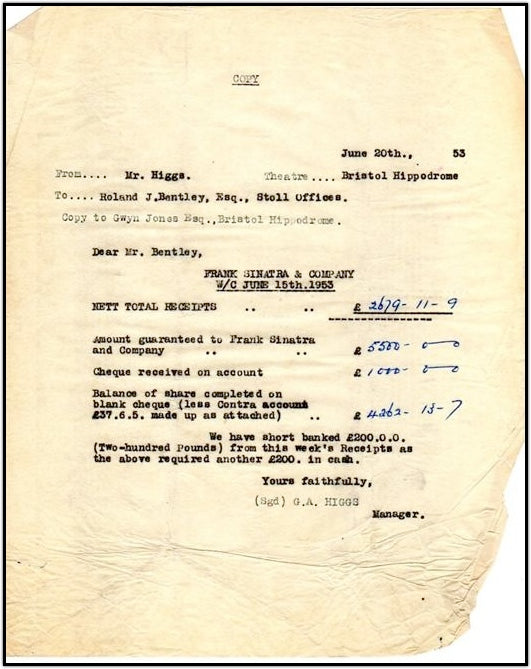 COPY
June 20th., 53
From.... Mr. Higgs. Theatre .... Bristol Hippodrome
To.... Roland J.Bentley, Esq., Stoll Offices.
Copy to Gwyn Jones Esq.,Bristol Hippodrome.
Dear Mr. Bentley,
FRANK SINATRA & COMPANY
W/C JUNE 15th.1953
NETT TOTAL RECEIPTS .. .. £ 2679-11-9
Amount guaranteed to Frank Sinatra
and Company .. .. £ 5500-0-0
Cheque received on account £ 1000-0-0
Balance of share completed on
blank cheque (less Contra account
£37.6.5. made up as attached) .. £ 4262-13-7
We have short banked £200.0.0.
(Two-hundred Pounds) from this week's Receipts as
the above required another £200. in cash.
Yours faithfully,
(Sgd) G.A. HIGGS
Manager.